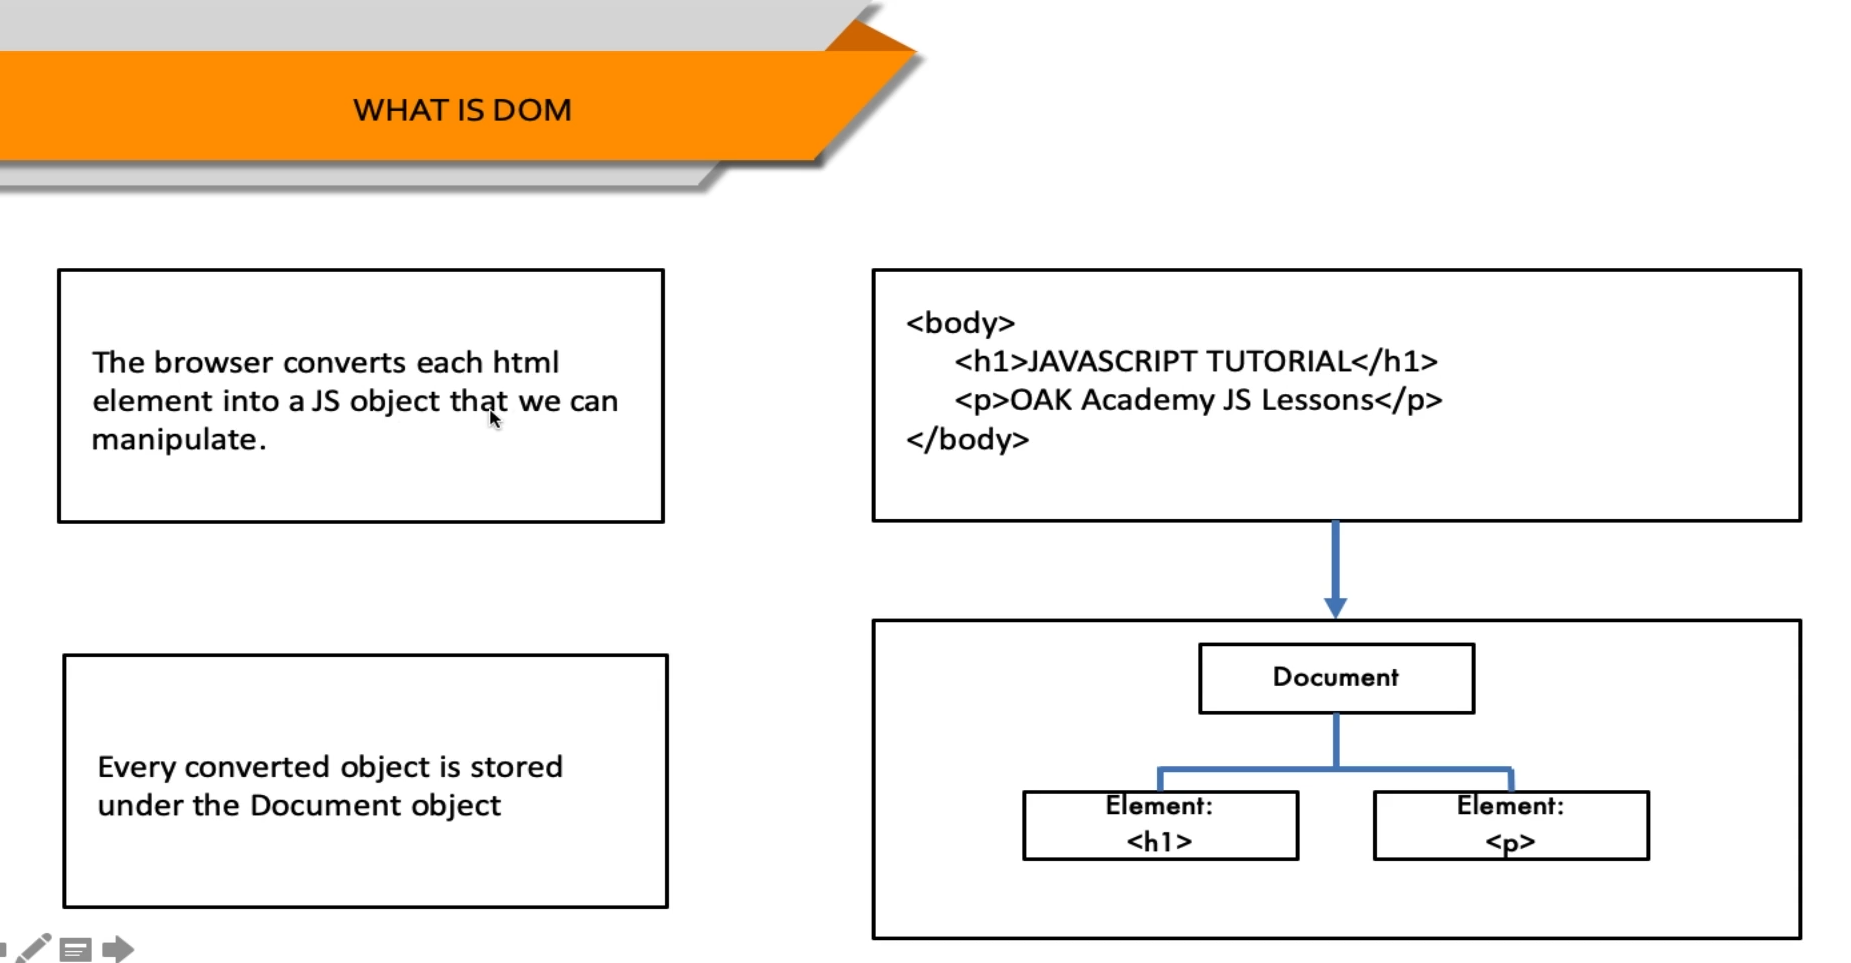 WHAT IS DOM
The browser converts each html
element into a JS object that we can
manipulate.
<body>
<h1>JAVASCRIPT TUTORIAL</h1>
<p>OAK Academy JS Lessons</p>
</body>
Every converted object is stored
under the Document object
Document
Element:
<h1>
Element:
<p>